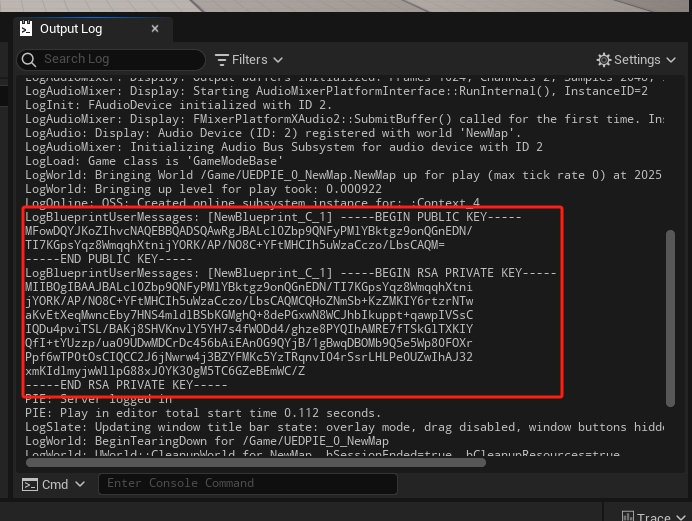 Output Log
Search Log
Filters
Settings
LogAudioMixer: Display: Output buffers initialized: Frames 1024, Channels 2, Samples 2048,
LogAudioMixer: Display: Starting AudioMixerPlatformInterface::RunInternal(), InstanceID=2
LogInit: FAudioDevice initialized with ID 2.
LogAudioMixer: Display: FMixerPlatformXAudio2::SubmitBuffer() called for the first time. Ins
LogAudio: Display: Audio Device (ID: 2) registered with world 'NewMap'.
LogAudioMixer: Initializing Audio Bus Subsystem for audio device with ID 2
LogLoad: Game class is 'GameModeBase'
LogWorld: Bringing World /Game/UEDPIE_0_NewMap.NewMap up for play (max tick rate 0) at 2025
LogWorld: Bringing up level for play took: 0.000922
LogOnline: OSS: Created online subsystem instance for: :Context_4
LogBlueprintUserMessages: [NewBlueprint_C_1] -----BEGIN PUBLIC KEY-----
MFowDQYJKoZIhvcNAQEBBQADSQAwRgJBALcl0Zbp9QNFyPMlYBktgz9onQGnEDN/
TI7KGpsYqz8WmqqhXtnijYORK/AP/NO8C+YFtMHCIh5uWzaCczo/LbsCAQM=
-----END PUBLIC KEY-----
LogBlueprintUserMessages: [NewBlueprint_C_1] -----BEGIN RSA PRIVATE KEY-----
MIIBOgIBAAJBALcl0Zbp9QNFyPMlYBktgz9onQGnEDN/TI7KGpsYqz8WmqqhXtni
jYORK/AP/NO8C+YFtMHCIh5uWzaCczo/LbsCAQMCQHoZNmSb+KzZMKIY6rtzrNTw
aKvEtXeqMwncEby7HNS4mldlBSbKGMghQ+8dePGxwN8WCJhbIkuppt+qawpIVSsC
IQDu4pviTSL/BAKj8SHVKnvlY5YH7s4fWODd4/ghze8PYQIhAMRE7fTSkGlTXKIY
QfI+tYUzzp/ua09UDwMDCrDc456bAiEAn0G9QYjB/1gBwqDBOMb9Q5e5Wp80FOXr
Ppf6wTP0tOsCIQCC2J6jNwrw4j3BZYFMKc5YzTRqnvI04rSsrLHLPe0UZwIhAJ32
xmKIdlmyjwWllpG88xJ0YK30gM5TC6GZeBEmWC/Z
-----END RSA PRIVATE KEY-----
PIE: Server logged in
PIE: Play in editor total start time 0.112 seconds.
LogSlate: Updating window title bar state: overlay mode, drag disabled, window buttons hidde
LogWorld: BeginTearingDown for /Game/UEDPIE_0_NewMap
LogWorld: UWorld::CleanupWorld for NewMap, bSessionEnded=true, bCleanupResources=true
Cmd
Enter Console Command
Trace